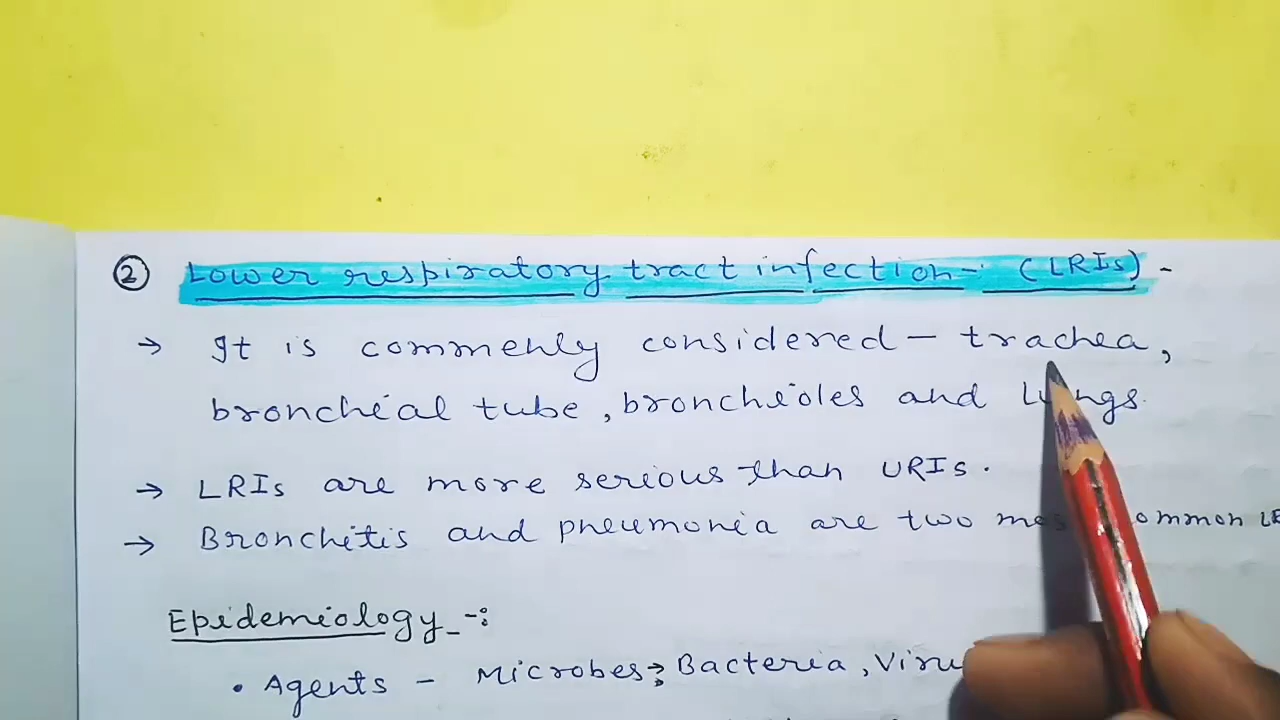 ② Lower respiratory tract infection- (LRIs) -
→ It is commenly considered - trachea,
bronchial tube, bronchioles and lungs.
→ LRIs are more serious than URIs.
→ Bronchitis and pneumonia are two
Epidemiology -:
• Agents - Microbes → Bacteria,